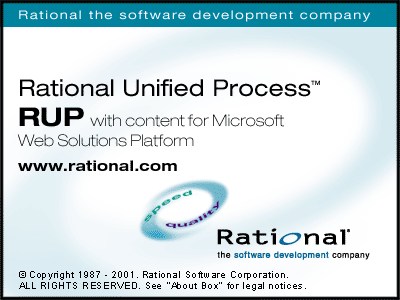 Rational the software development company
Rational Unified Process™
RUP with content for Microsoft
Web Solutions Platform
www.rational.com
speed
quality
Rational®
the software development company
© Copyright 1987 - 2001. Rational Software Corporation.
ALL RIGHTS RESERVED. See "About Box" for legal notices.